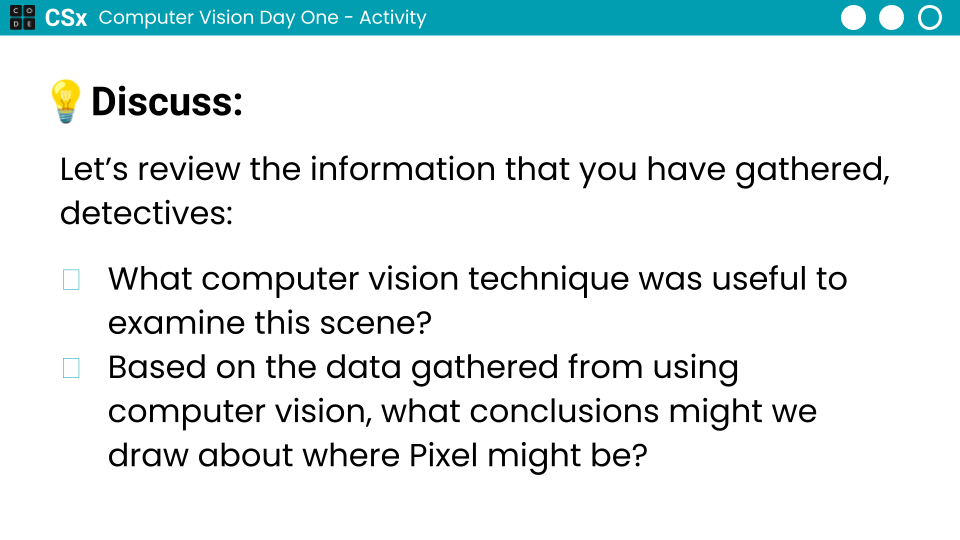 CODE CSx Computer Vision Day One - Activity
💡Discuss:
Let’s review the information that you have gathered,
detectives:
What computer vision technique was useful to
examine this scene?
Based on the data gathered from using
computer vision, what conclusions might we
draw about where Pixel might be?